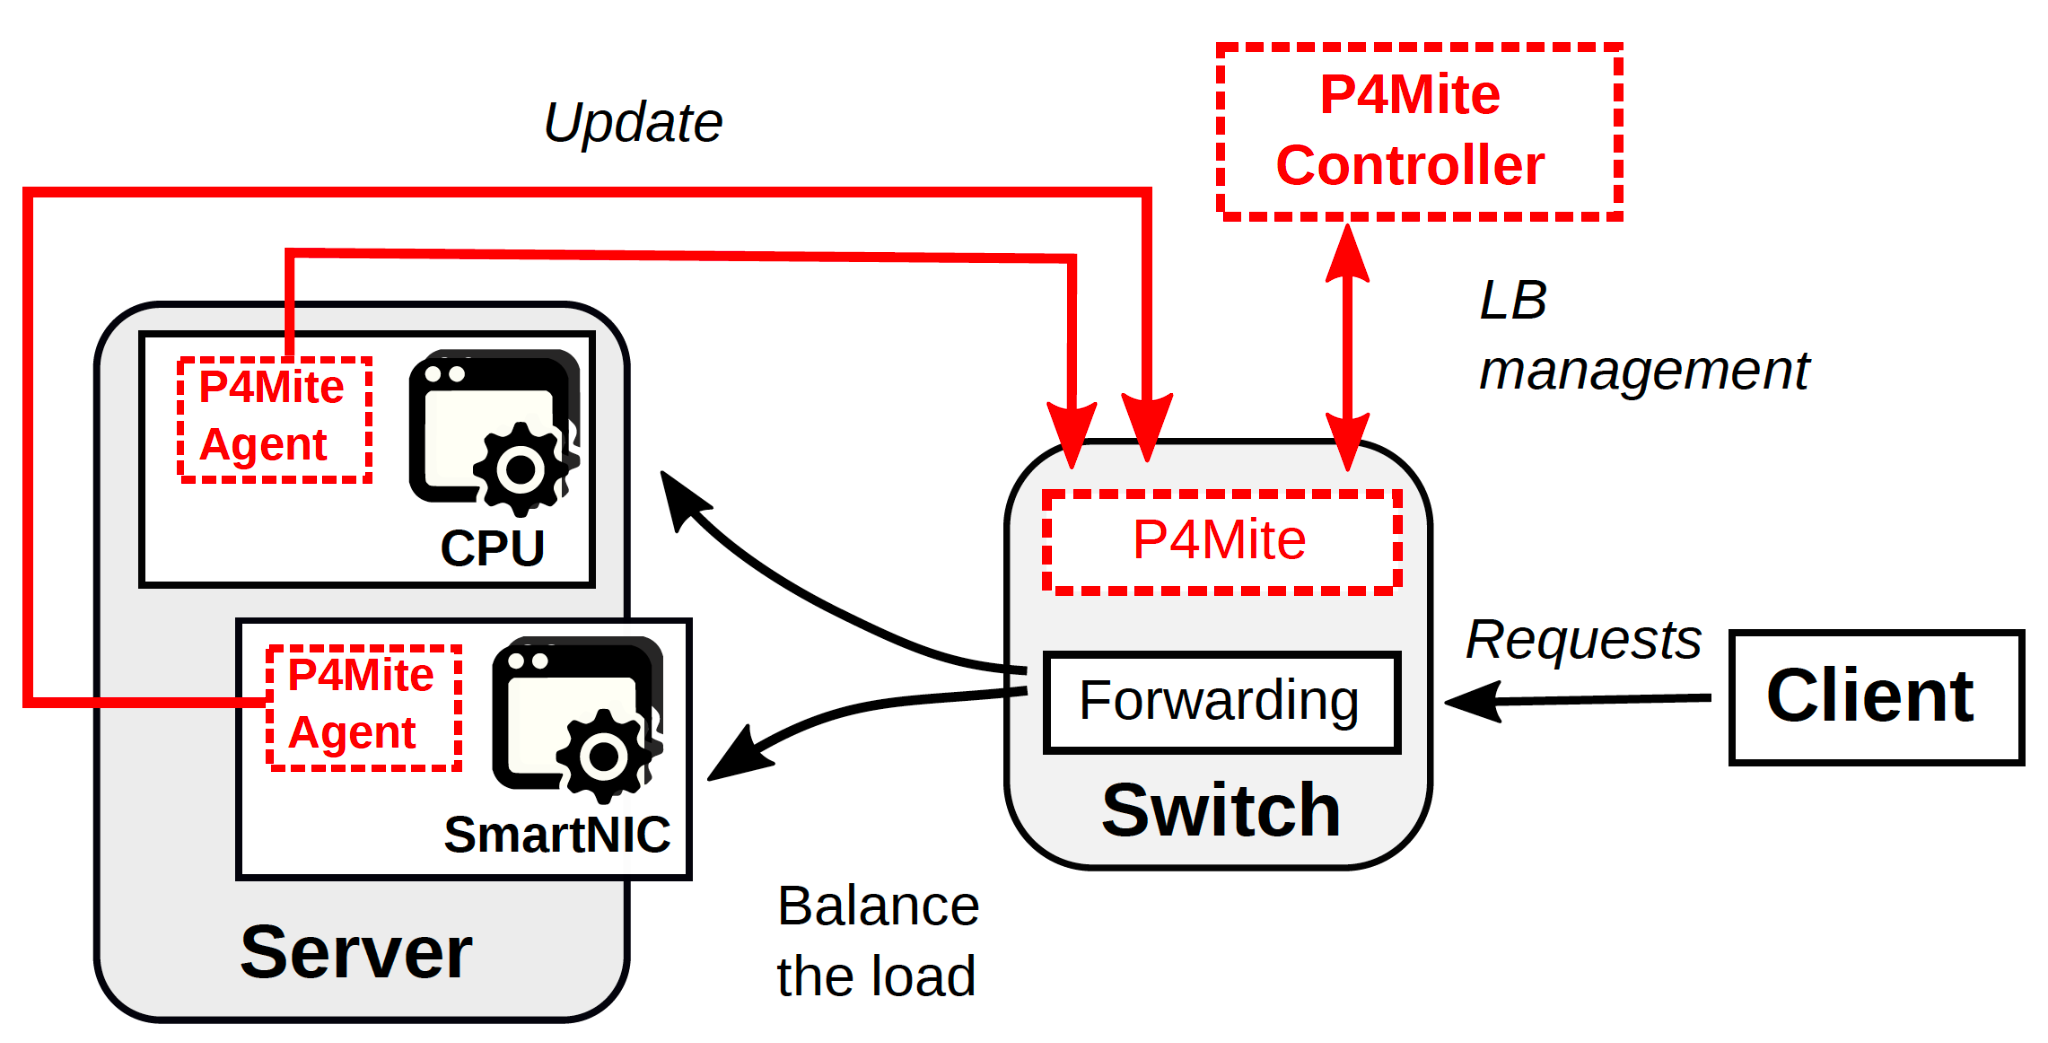 Update
P4Mite
Controller
LB
management
P4Mite
Agent
CPU
P4Mite
Agent
SmartNIC
Server
P4Mite
Forwarding
Switch
Requests
Client
Balance
the load